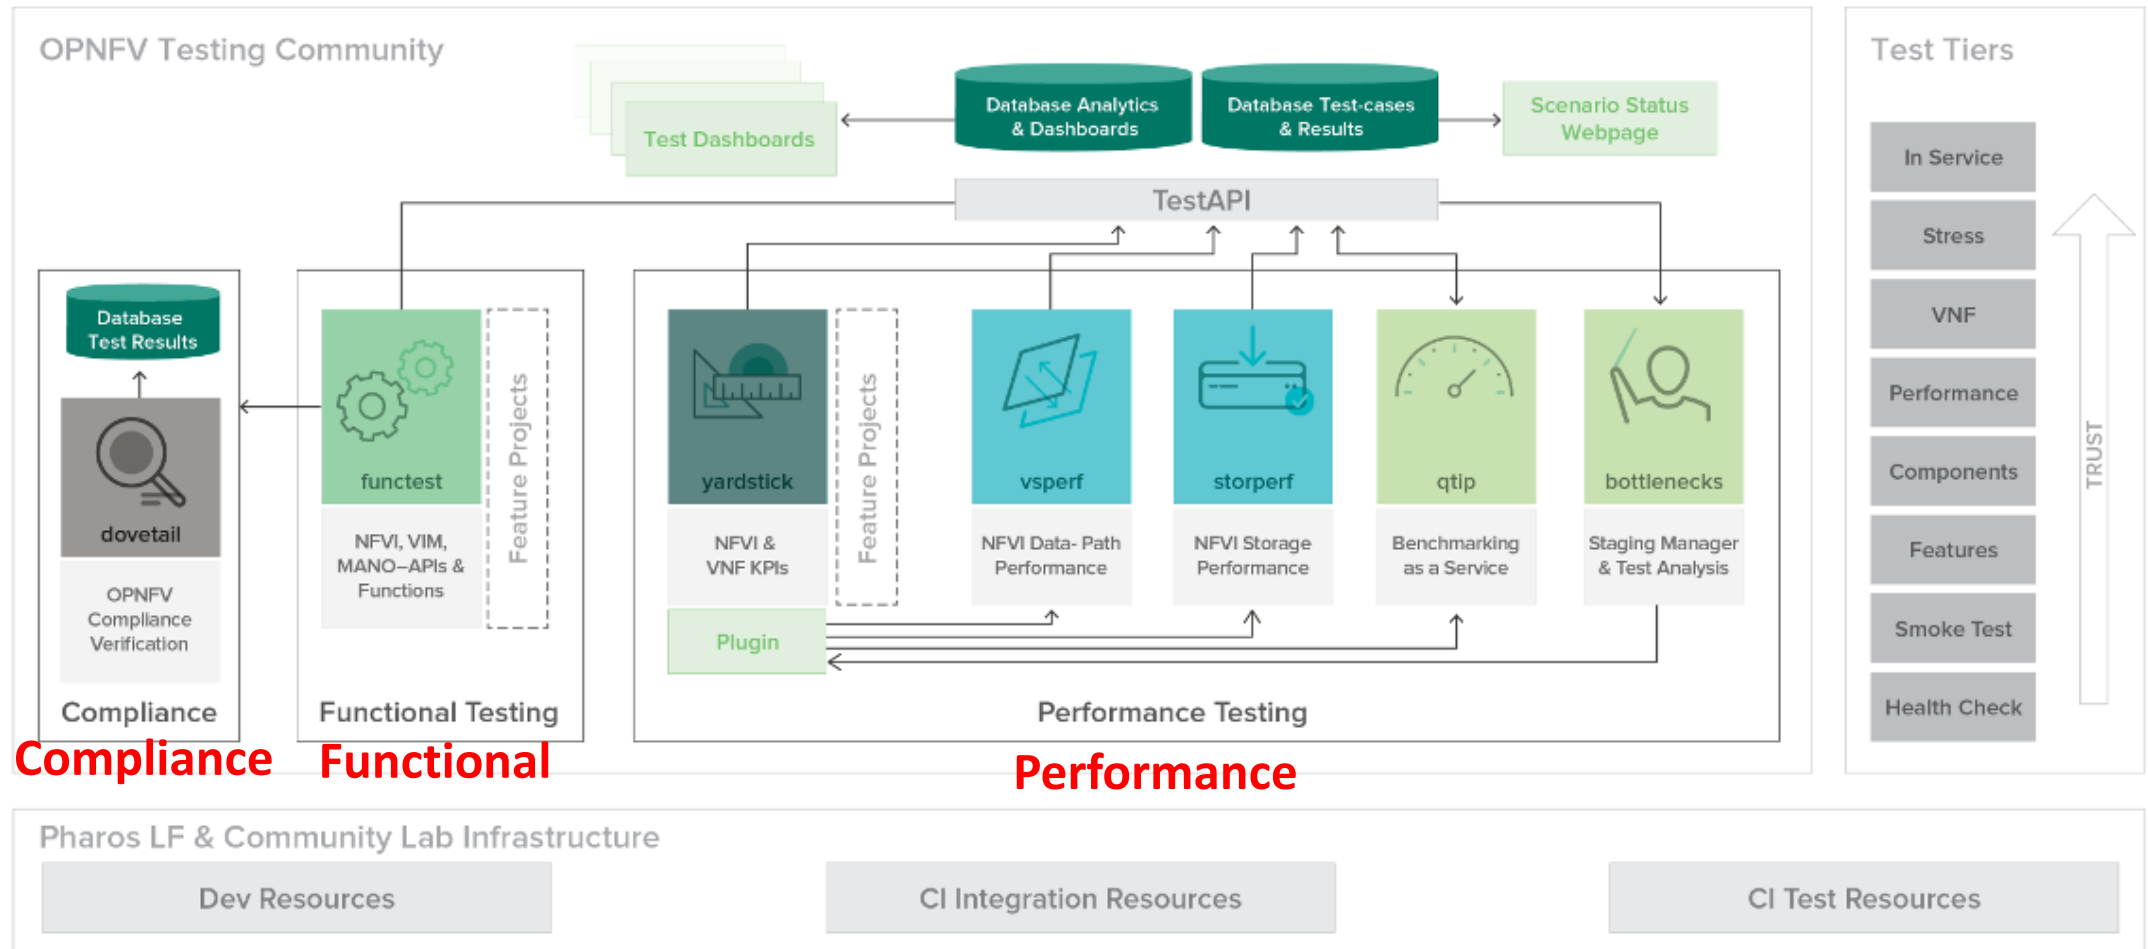 OPNFV Testing Community
Test Dashboards
Database Analytics
& Dashboards
Database Test-cases
& Results
Scenario Status
Webpage
TestAPI
Database
Test Results
dovetail
OPNFV
Compliance
Verification
Compliance
Compliance
functest
NFVI, VIM,
MANO–APIs &
Functions
Feature Projects
Functional Testing
Functional
yardstick
NFVI &
VNF KPIs
Plugin
Feature Projects
vsperf
NFVI Data- Path
Performance
storperf
NFVI Storage
Performance
qtip
Benchmarking
as a Service
bottlenecks
Staging Manager
& Test Analysis
Performance Testing
Performance
Test Tiers
In Service
Stress
VNF
Performance
Components
Features
Smoke Test
Health Check
TRUST
Pharos LF & Community Lab Infrastructure
Dev Resources
CI Integration Resources
CI Test Resources